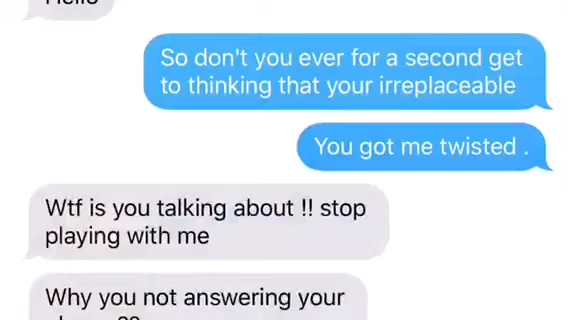 Hello
So don't you ever for a second get
to thinking that your irreplaceable
You got me twisted .
Wtf is you talking about !! stop
playing with me
Why you not answering your